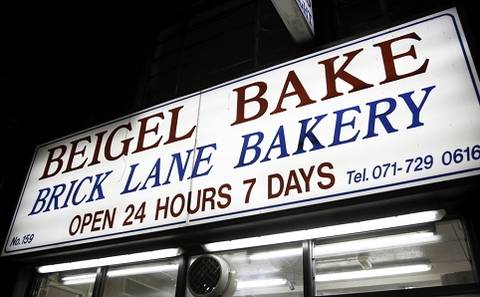 BEIGEL BAKE
BRICK LANE BAKERY
OPEN 24 HOURS 7 DAYS
Tel. 071-729 0616
No. 159